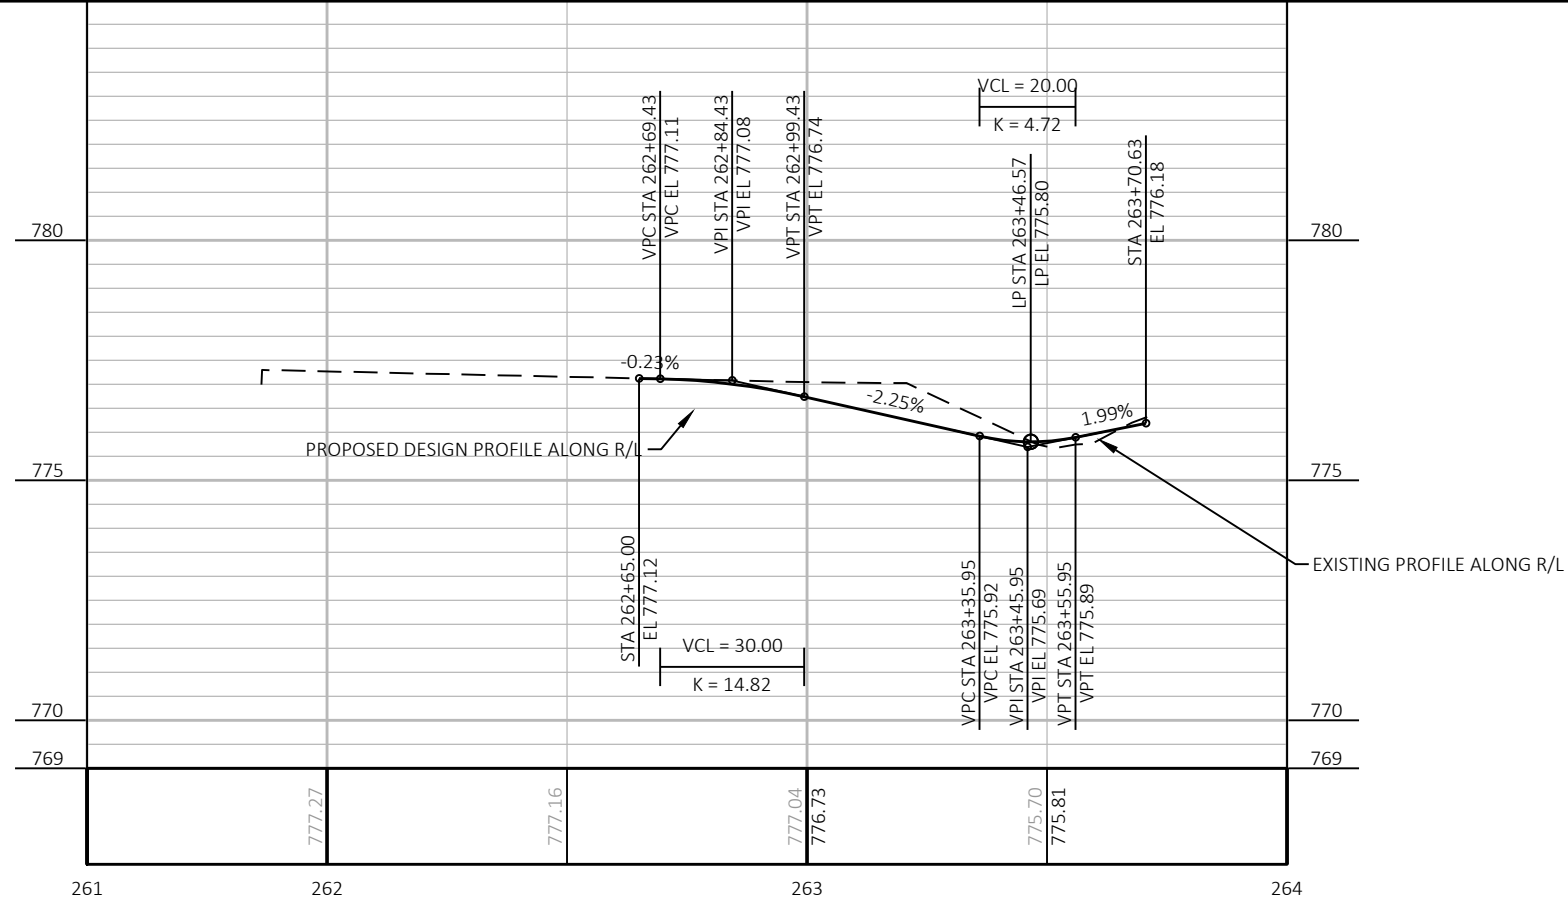 VCL = 20.00
K = 4.72
VPC STA 262+69.43
VPC EL 777.11
VPI STA 262+84.43
VPI EL 777.08
VPT STA 262+99.43
VPT EL 776.74
LP STA 263+46.57
LP EL 775.80
STA 263+70.63
EL 776.18
780
780
-0.23%
-2.25%
1.99%
PROPOSED DESIGN PROFILE ALONG R/L
775
775
EXISTING PROFILE ALONG R/L
STA 262+65.00
EL 777.12
VCL = 30.00
K = 14.82
VPC STA 263+35.95
VPC EL 775.92
VPI STA 263+45.95
VPI EL 775.69
VPT STA 263+55.95
VPT EL 775.89
770
770
769
769
777.27
777.16
777.04
776.73
775.70
775.81
261
262
263
264